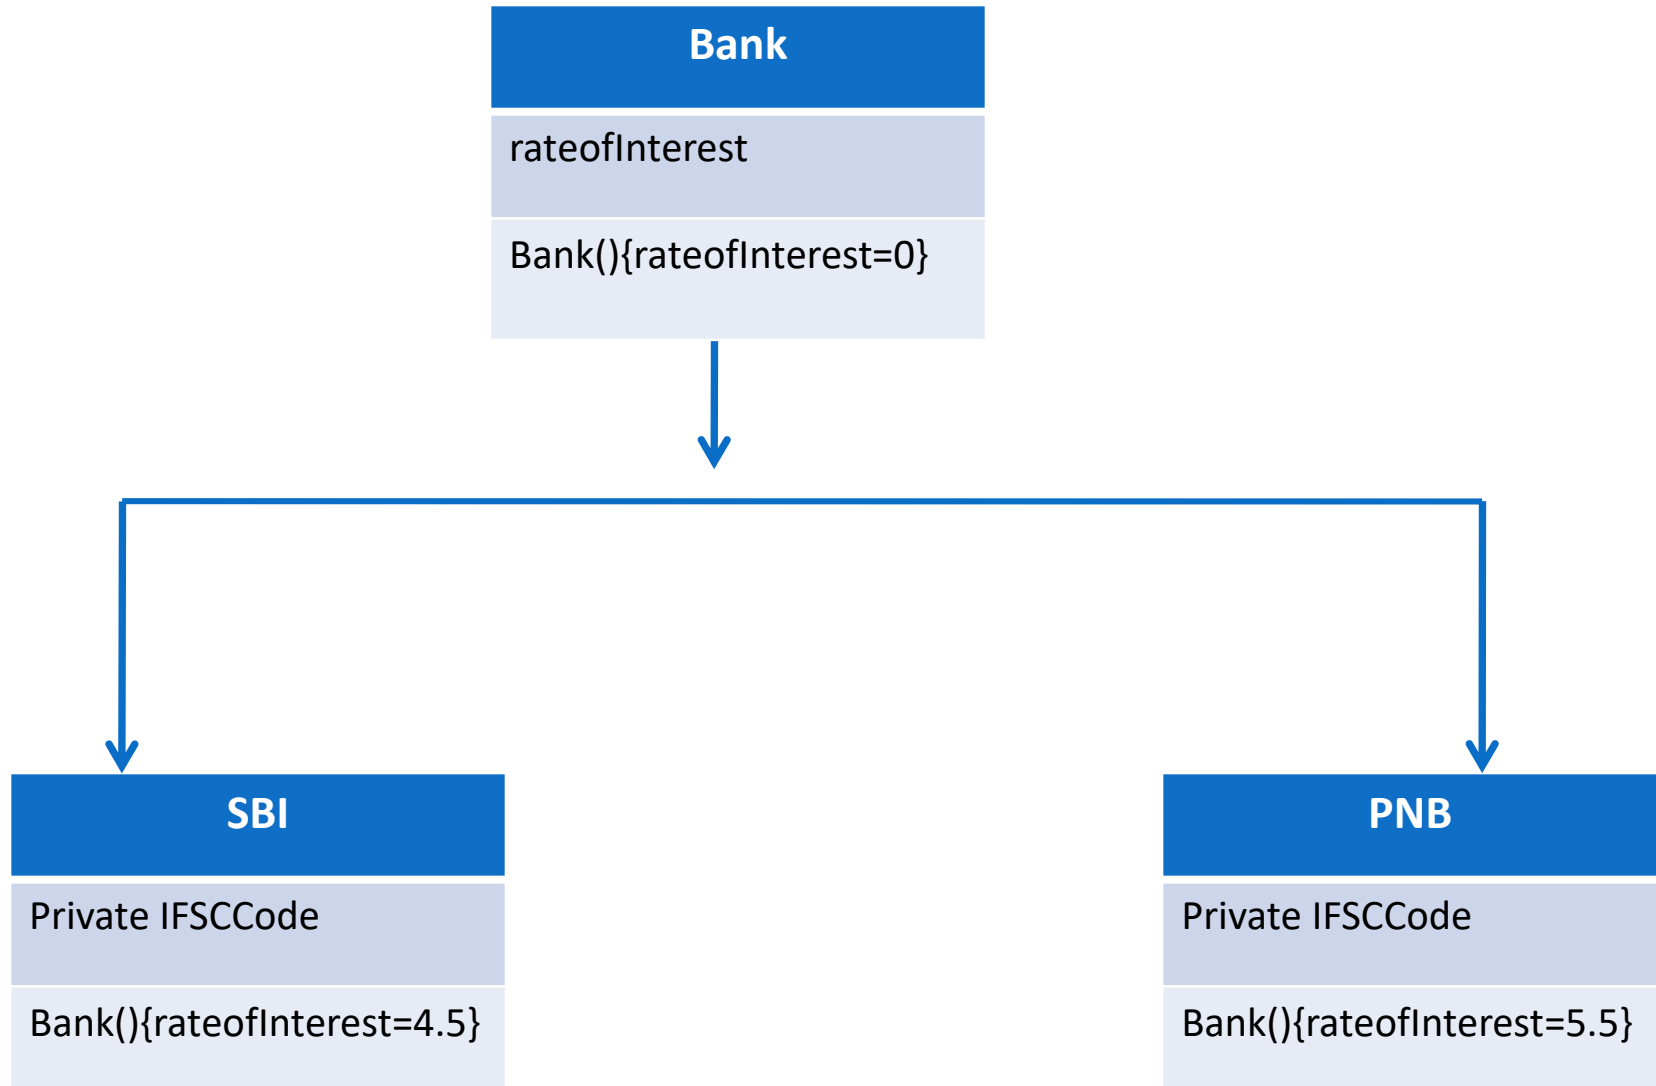 Bank
rateofInterest
Bank(){rateofInterest=0}
SBI
Private IFSCCode
Bank(){rateofInterest=4.5}
PNB
Private IFSCCode
Bank(){rateofInterest=5.5}